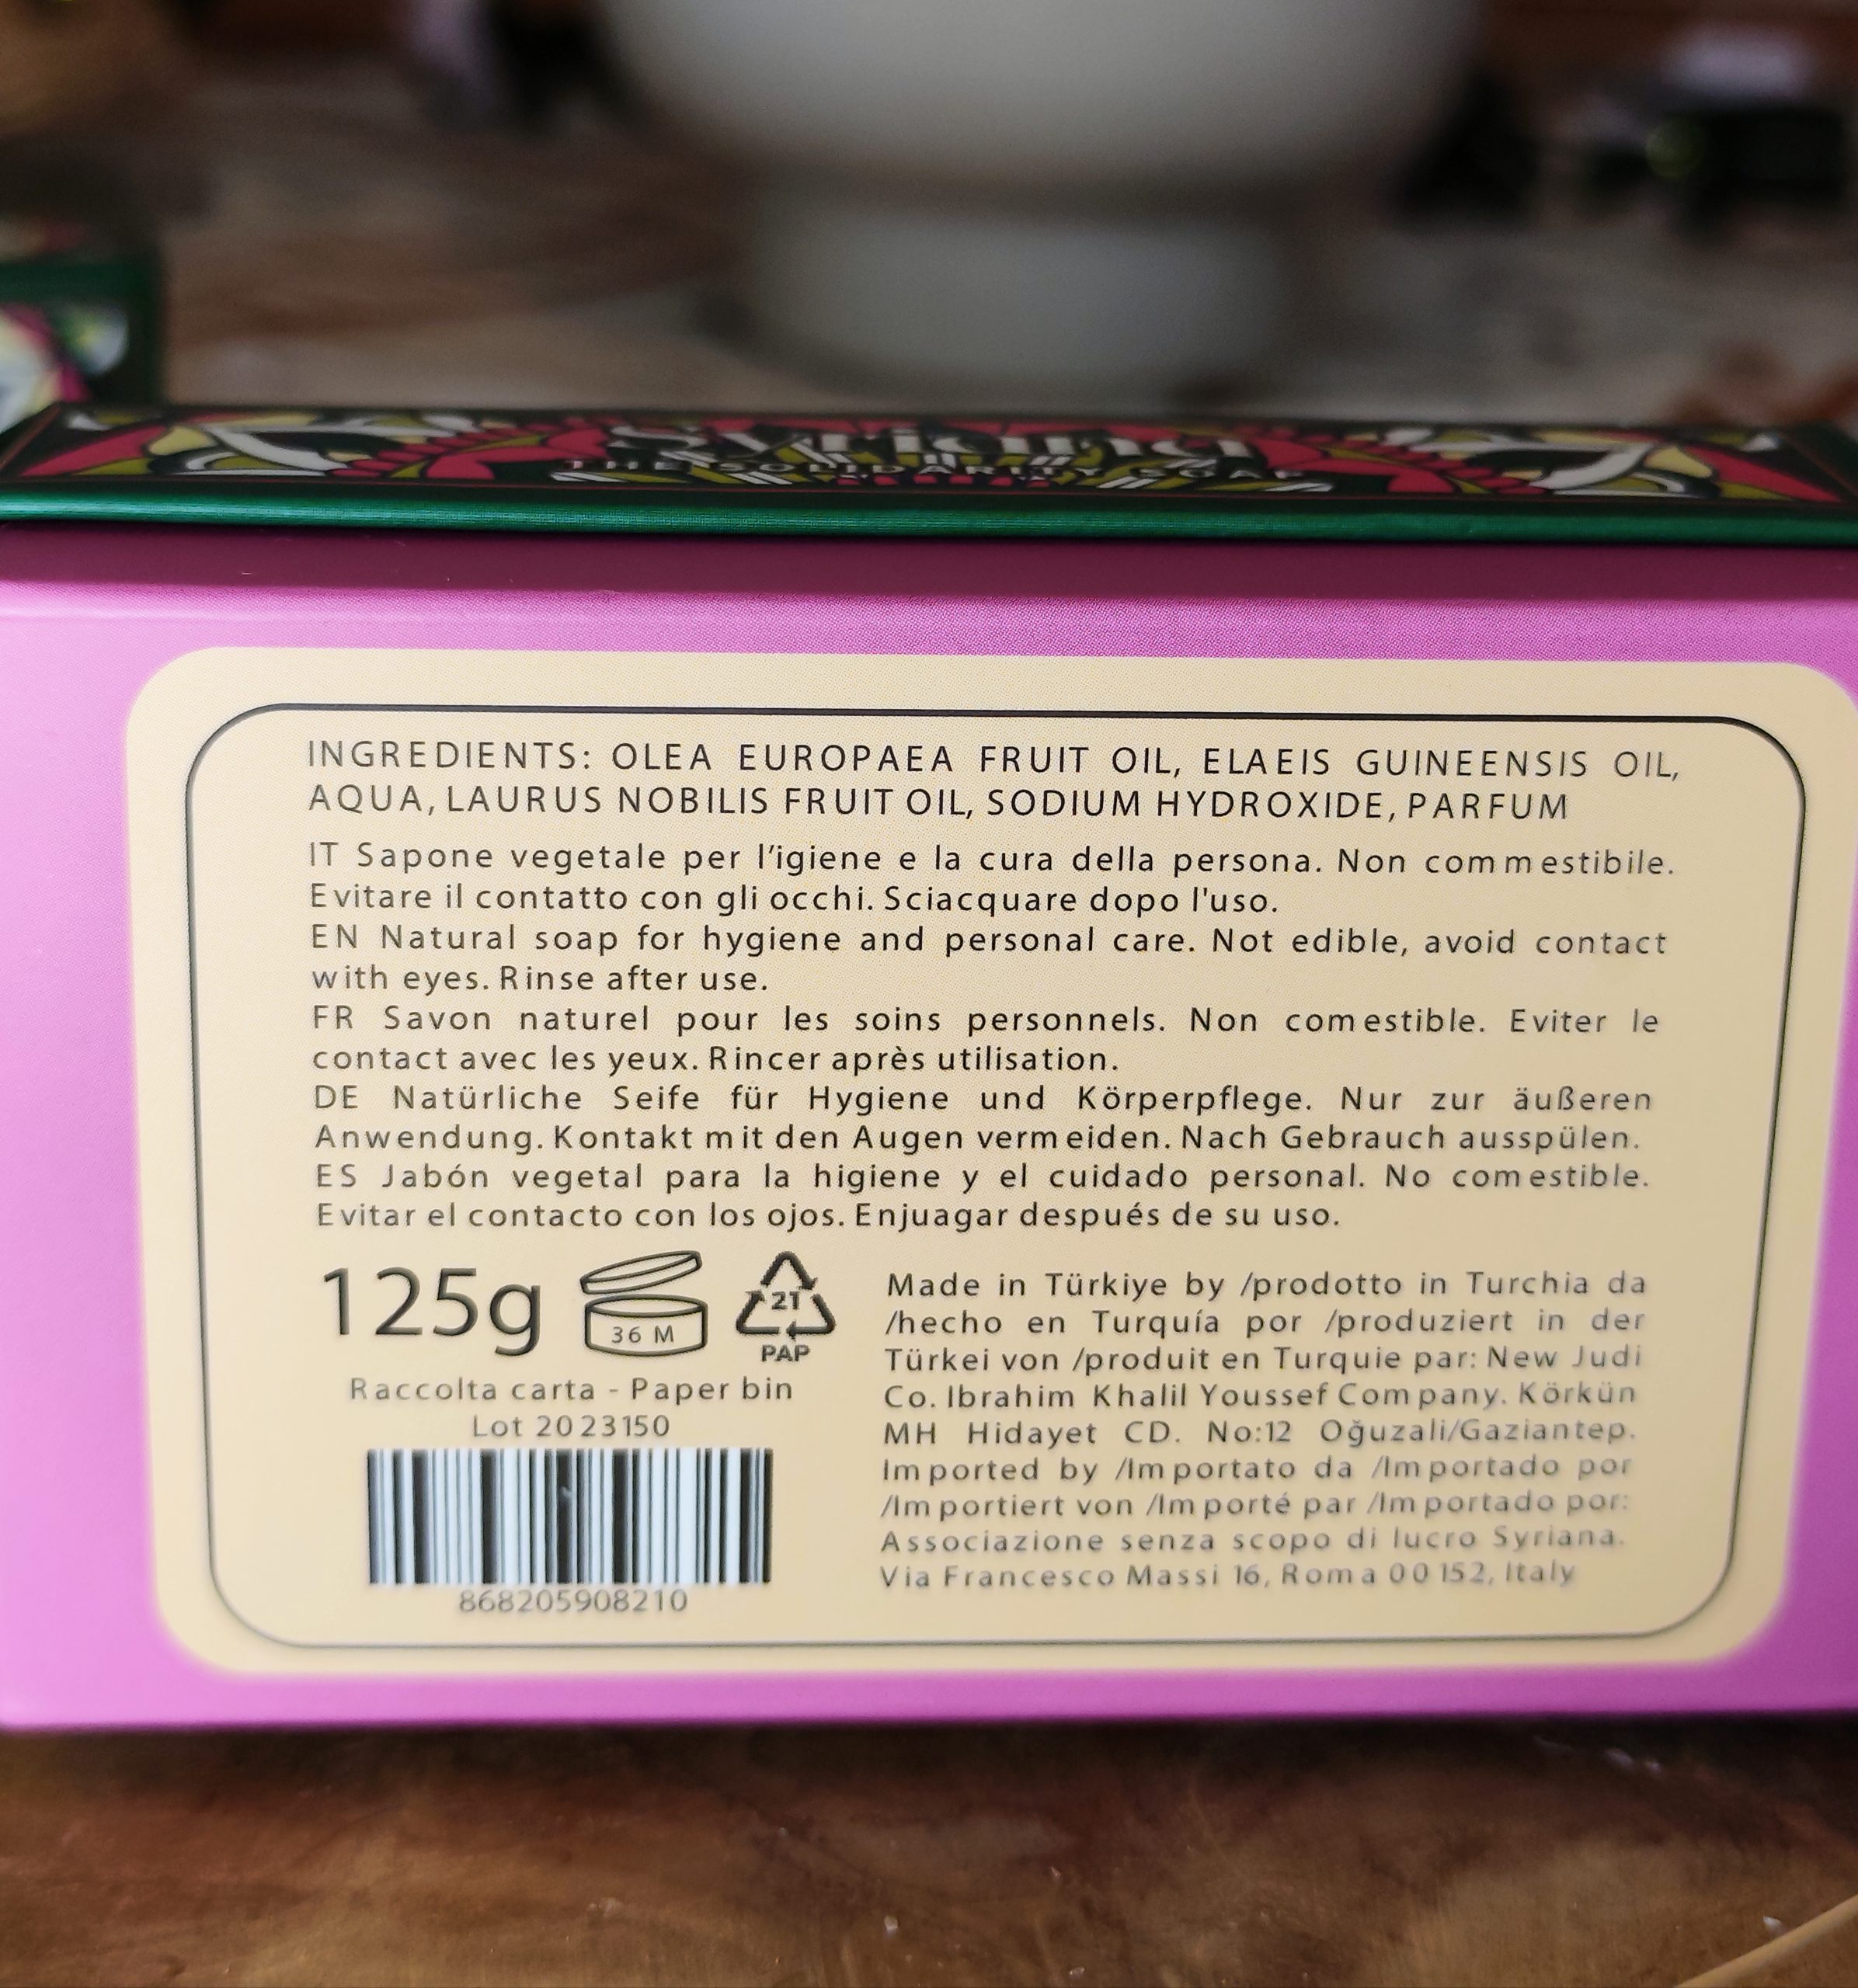 Syriana
THE SOLIDARITY SOAP
INGREDIENTS: OLEA EUROPAEA FRUIT OIL, ELAEIS GUINEENSIS OIL,
AQUA, LAURUS NOBILIS FRUIT OIL, SODIUM HYDROXIDE, PARFUM
IT Sapone vegetale per l’igiene e la cura della persona. Non commestibile.
Evitare il contatto con gli occhi. Sciacquare dopo l'uso.
EN Natural soap for hygiene and personal care. Not edible, avoid contact
with eyes. Rinse after use.
FR Savon naturel pour les soins personnels. Non comestible. Eviter le
contact avec les yeux. Rincer après utilisation.
DE Natürliche Seife für Hygiene und Körperpflege. Nur zur äußeren
Anwendung. Kontakt mit den Augen vermeiden. Nach Gebrauch ausspülen.
ES Jabón vegetal para la higiene y el cuidado personal. No comestible.
Evitar el contacto con los ojos. Enjuagar después de su uso.
125g
36 M
21
PAP
Raccolta carta - Paper bin
Lot 2023150
868205908210
Made in Türkiye by /prodotto in Turchia da
/hecho en Turquía por /produziert in der
Türkei von /produit en Turquie par: New Judi
Co. Ibrahim Khalil Youssef Company. Körkün
MH Hidayet CD. No:12 Oğuzali/Gaziantep.
Imported by /Importato da /Importado por
/Importiert von /Importé par /Importado por:
Associazione senza scopo di lucro Syriana.
Via Francesco Massi 16, Roma 00152, Italy